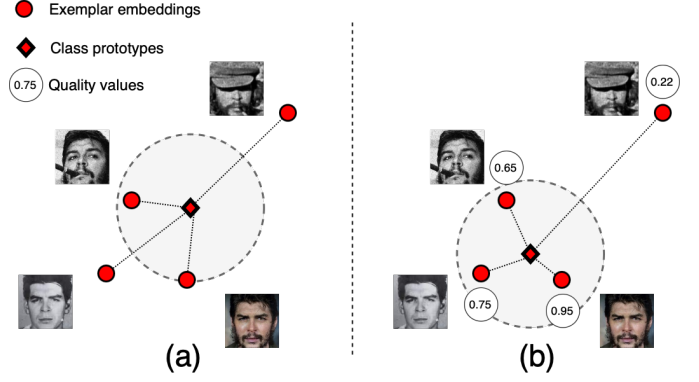 Exemplar embeddings
Class prototypes
0.75 Quality values
0.22
0.65
0.75
0.95
(a)
(b)